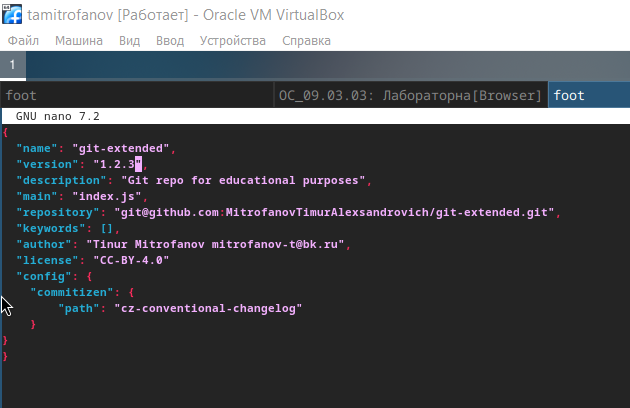 tamitrofanov [Работает] - Oracle VM VirtualBox
Файл Машина Вид Ввод Устройства Справка
1
foot ОС_09.03.03: Лабораторна[Browser] foot
GNU nano 7.2
{
"name": "git-extended",
"version": "1.2.3",
"description": "Git repo for educational purposes",
"main": "index.js",
"repository": "git@github.com:MitrofanovTimurAlexsandrovich/git-extended.git",
"keywords": [],
"author": "Tinur Mitrofanov mitrofanov-t@bk.ru",
"license": "CC-BY-4.0"
"config": {
"commitizen": {
"path": "cz-conventional-changelog"
}
}
}